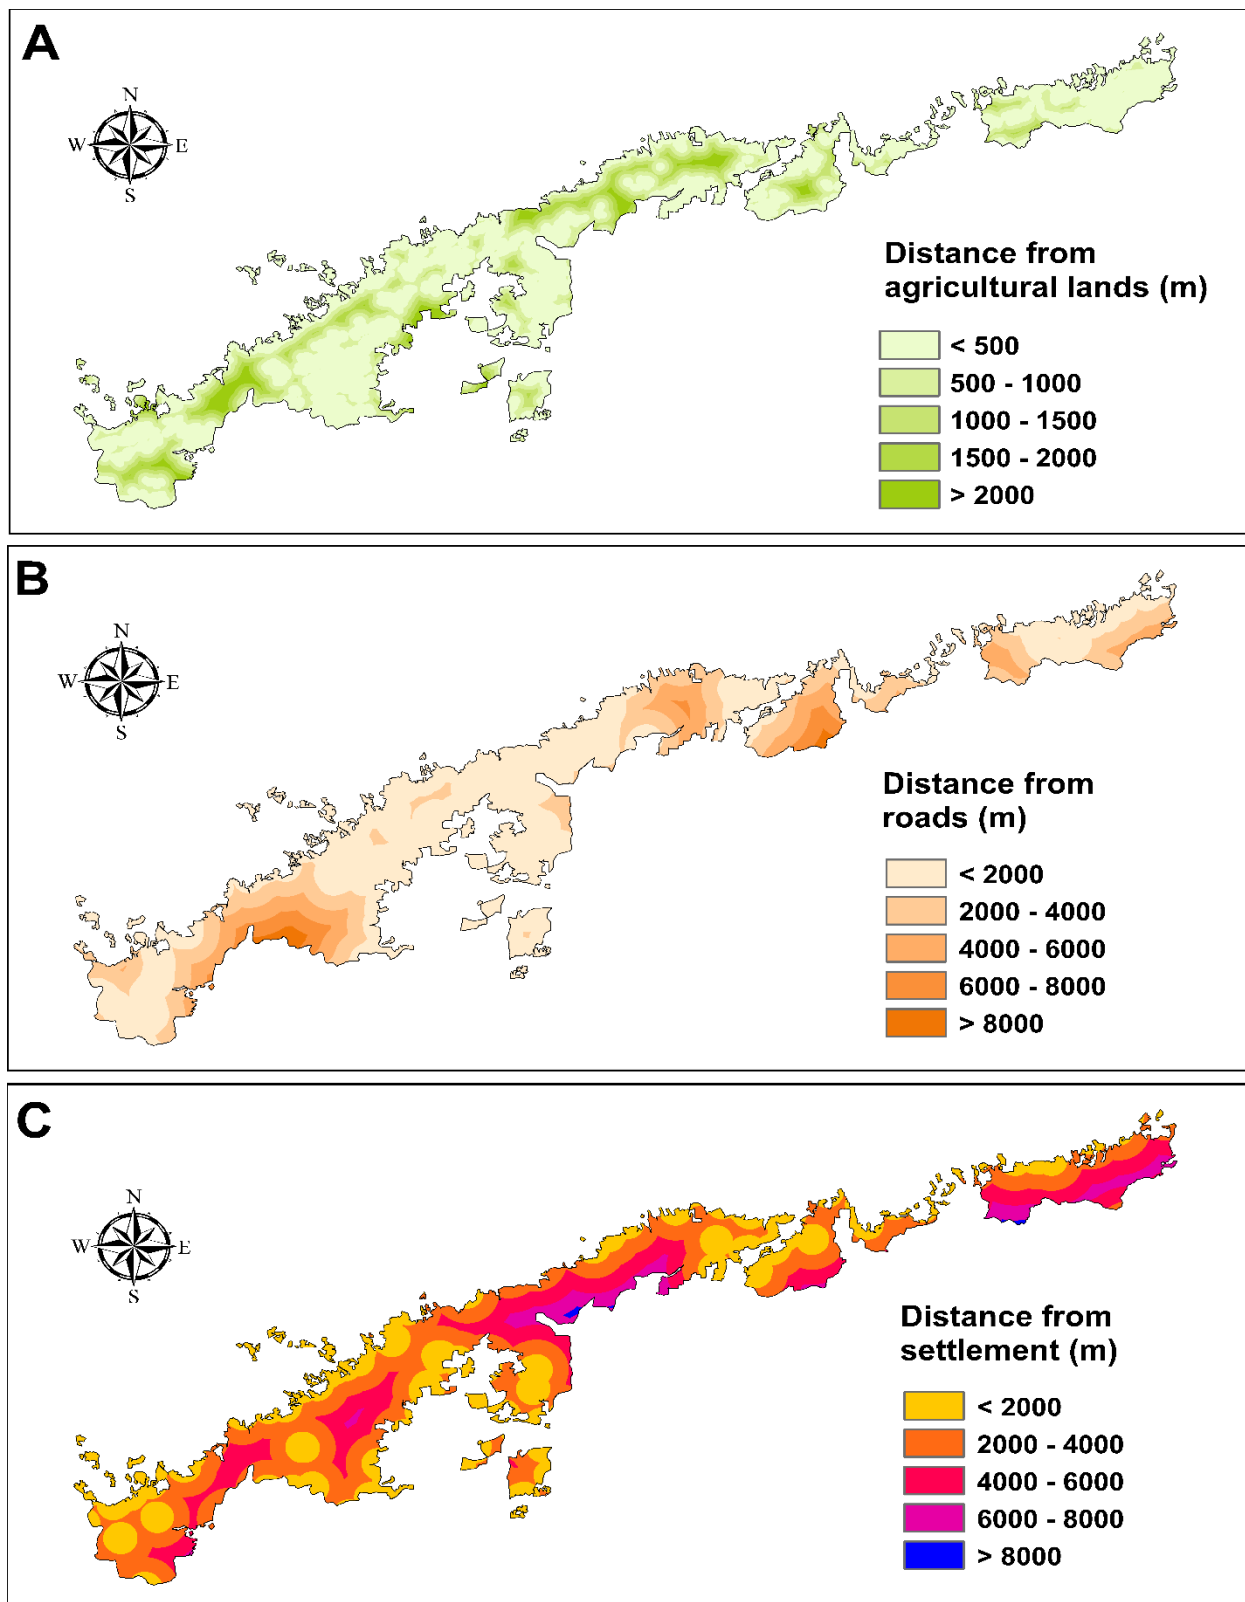 A
N
W E
S
Distance from
agricultural lands (m)
< 500
500 - 1000
1000 - 1500
1500 - 2000
> 2000
B
N
W E
S
Distance from
roads (m)
< 2000
2000 - 4000
4000 - 6000
6000 - 8000
> 8000
C
N
W E
S
Distance from
settlement (m)
< 2000
2000 - 4000
4000 - 6000
6000 - 8000
> 8000